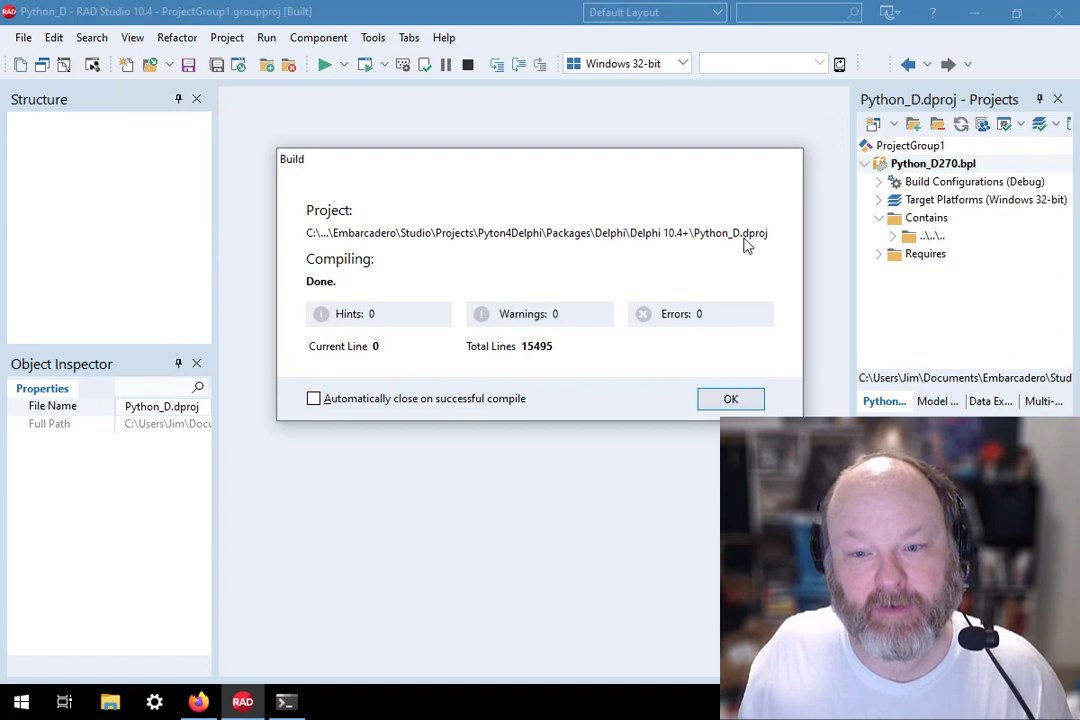 RAD Python_D - RAD Studio 10.4 - ProjectGroup1.groupproj [Built] Default Layout ?
File Edit Search View Refactor Project Run Component Tools Tabs Help
Windows 32-bit
Structure
Python_D.dproj - Projects
ProjectGroup1
Python_D270.bpl
Build Configurations (Debug)
Target Platforms (Windows 32-bit)
Contains
..\..\..
Requires
Build
Project:
C:\...\Embarcadero\Studio\Projects\Pyton4Delphi\Packages\Delphi\Delphi 10.4+\Python_D.dproj
Compiling:
Done.
Hints: 0 Warnings: 0 Errors: 0
Current Line 0 Total Lines 15495
Automatically close on successful compile
OK
Object Inspector
Properties
File Name Python_D.dproj
Full Path C:\Users\Jim\Docu
C:\Users\Jim\Documents\Embarcadero\Stud
Python... Model ... Data Ex... Multi-...
RAD